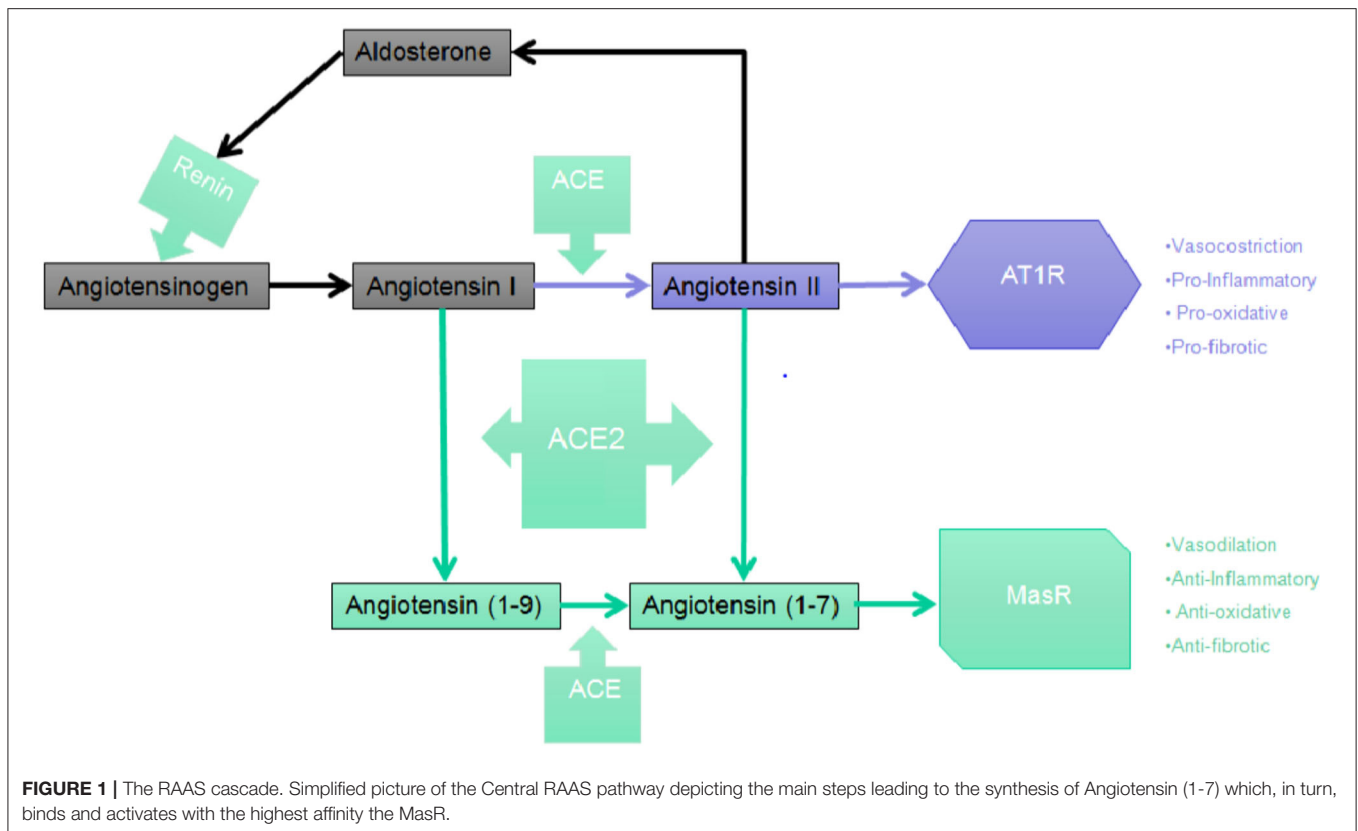 Aldosterone
Renin
ACE
Angiotensinogen
Angiotensin I
Angiotensin II
AT1R
•Vasocostriction
•Pro-Inflammatory
• Pro-oxidative
•Pro-fibrotic
ACE2
Angiotensin (1-9)
Angiotensin (1-7)
MasR
•Vasodilation
•Anti-Inflammatory
• Anti-oxidative
•Anti-fibrotic
ACE
FIGURE 1 | The RAAS cascade. Simplified picture of the Central RAAS pathway depicting the main steps leading to the synthesis of Angiotensin (1-7) which, in turn,
binds and activates with the highest affinity the MasR.